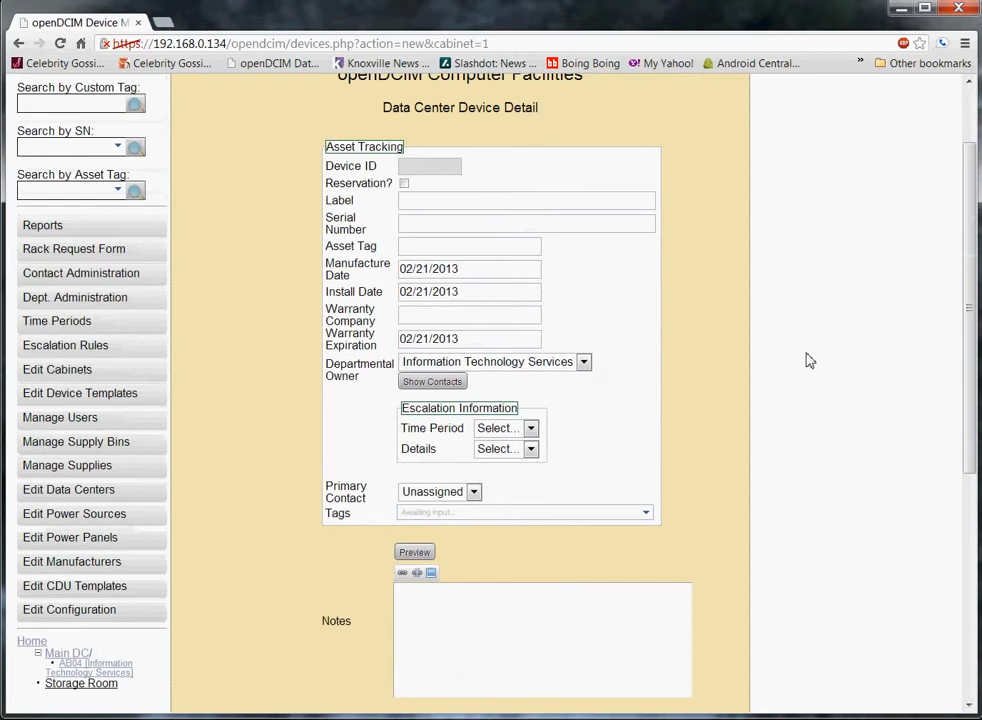 openDCIM Device M ×
https://192.168.0.134/opendcim/devices.php?action=new&cabinet=1
Celebrity Gossi... Celebrity Gossi... openDCIM Dat... Knoxville News ... Slashdot: News ... Boing Boing My Yahoo! Android Central... » Other bookmarks
openDCIM Computer Facilities
Data Center Device Detail
Search by Custom Tag:
Search by SN:
Search by Asset Tag:
Reports
Rack Request Form
Contact Administration
Dept. Administration
Time Periods
Escalation Rules
Edit Cabinets
Edit Device Templates
Manage Users
Manage Supply Bins
Manage Supplies
Edit Data Centers
Edit Power Sources
Edit Power Panels
Edit Manufacturers
Edit CDU Templates
Edit Configuration
Home
Main DC/
AB04 [Information
Technology Services]
Storage Room
Asset Tracking
Device ID
Reservation?
Label
Serial
Number
Asset Tag
Manufacture
Date 02/21/2013
Install Date 02/21/2013
Warranty
Company
Warranty
Expiration 02/21/2013
Departmental
Owner Information Technology Services
Show Contacts
Escalation Information
Time Period Select...
Details Select...
Primary
Contact Unassigned
Tags Awaiting input...
Preview
Notes